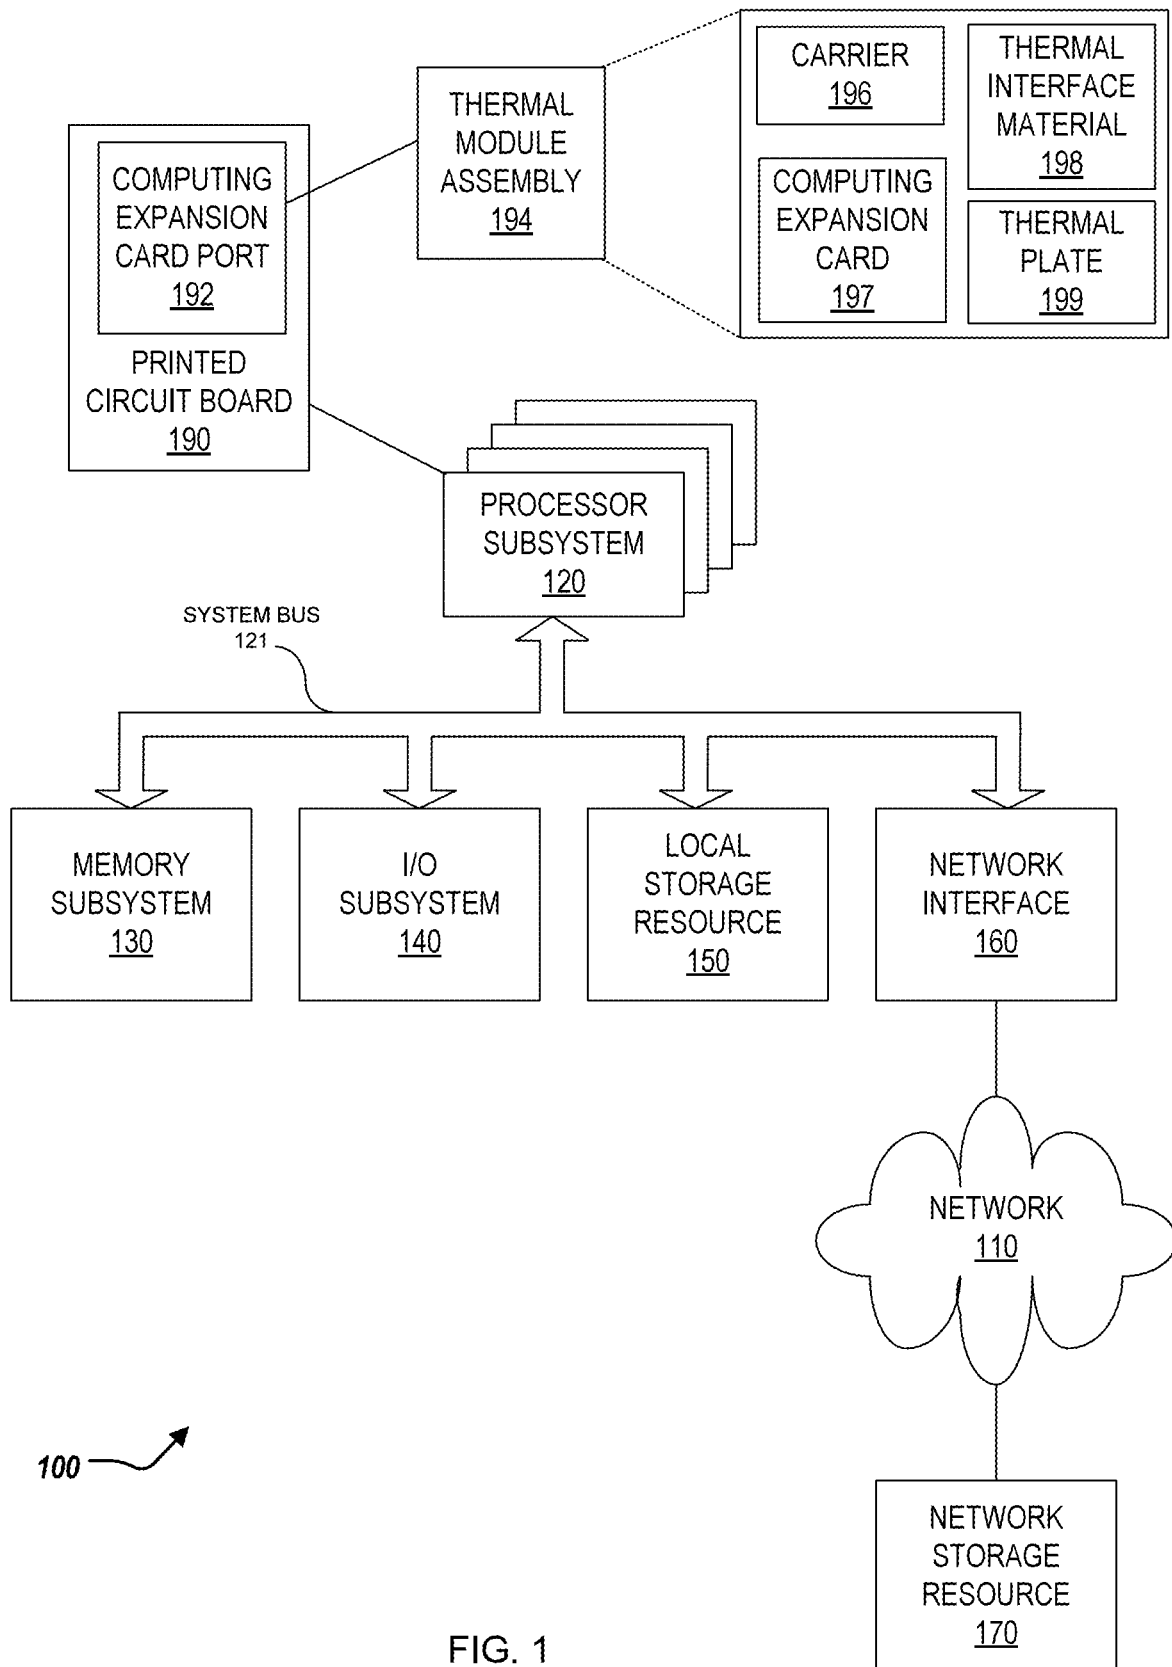 CARRIER
196
THERMAL
INTERFACE
MATERIAL
198
THERMAL
MODULE
ASSEMBLY
194
COMPUTING
EXPANSION
CARD
197
THERMAL
PLATE
199
COMPUTING
EXPANSION
CARD PORT
192
PRINTED
CIRCUIT BOARD
190
PROCESSOR
SUBSYSTEM
120
SYSTEM BUS
121
MEMORY
SUBSYSTEM
130
I/O
SUBSYSTEM
140
LOCAL
STORAGE
RESOURCE
150
NETWORK
INTERFACE
160
NETWORK
110
100
NETWORK
STORAGE
RESOURCE
170
FIG. 1